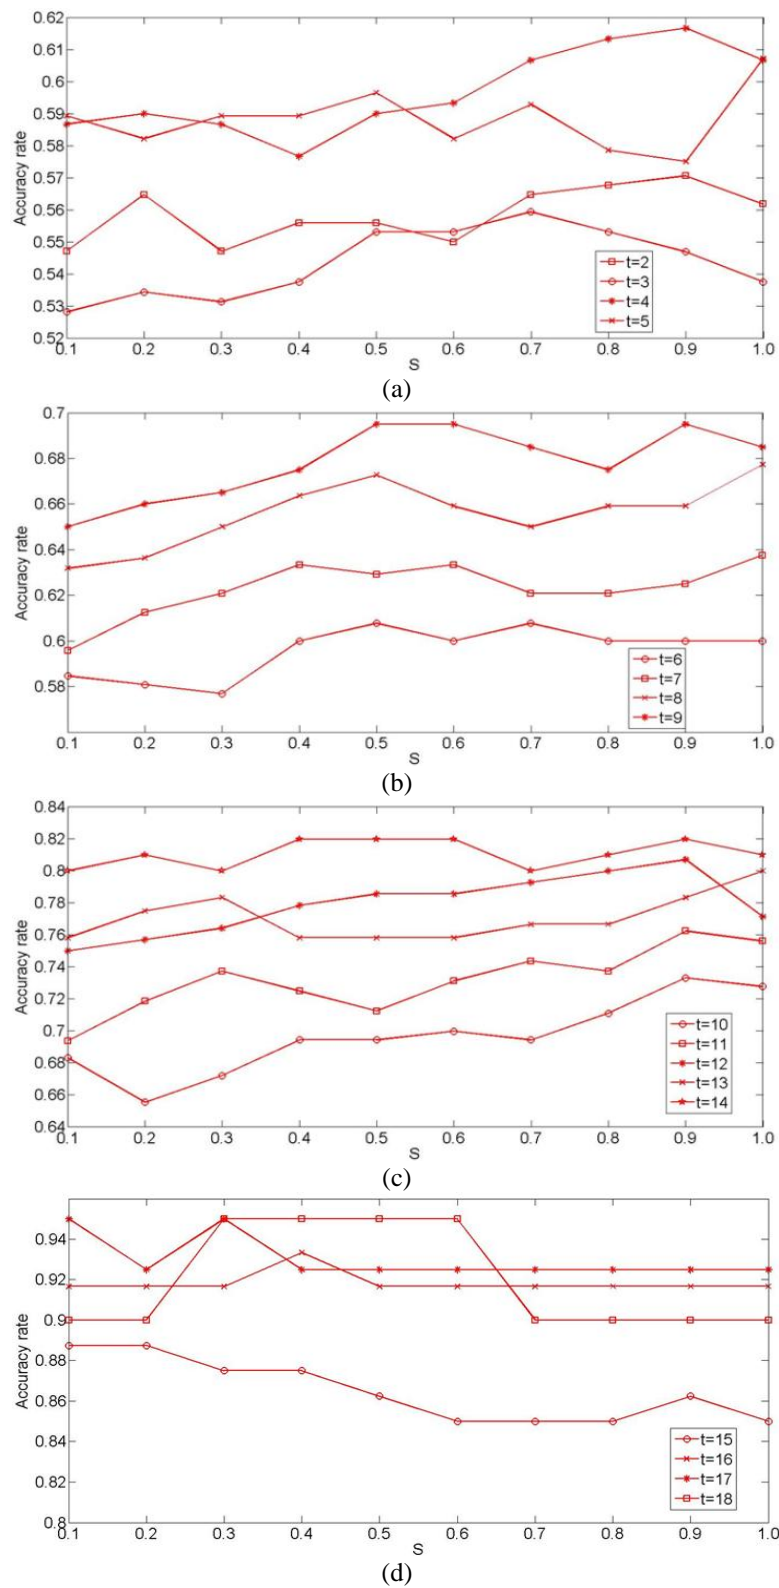 0.62
0.61
0.6
0.59
0.58
0.57
0.56
0.55
0.54
0.53
0.52
Accuracy rate
t=2
t=3
t=4
t=5
0.1 0.2 0.3 0.4 0.5 0.6 0.7 0.8 0.9 1.0
S
(a)
0.7
0.68
0.66
0.64
0.62
0.6
0.58
Accuracy rate
t=6
t=7
t=8
t=9
0.1 0.2 0.3 0.4 0.5 0.6 0.7 0.8 0.9 1.0
S
(b)
0.84
0.82
0.8
0.78
0.76
0.74
0.72
0.7
0.68
0.66
0.64
Accuracy rate
t=10
t=11
t=12
t=13
t=14
0.1 0.2 0.3 0.4 0.5 0.6 0.7 0.8 0.9 1.0
S
(c)
0.94
0.92
0.9
0.88
0.86
0.84
0.82
0.8
Accuracy rate
t=15
t=16
t=17
t=18
0.1 0.2 0.3 0.4 0.5 0.6 0.7 0.8 0.9 1.0
S
(d)